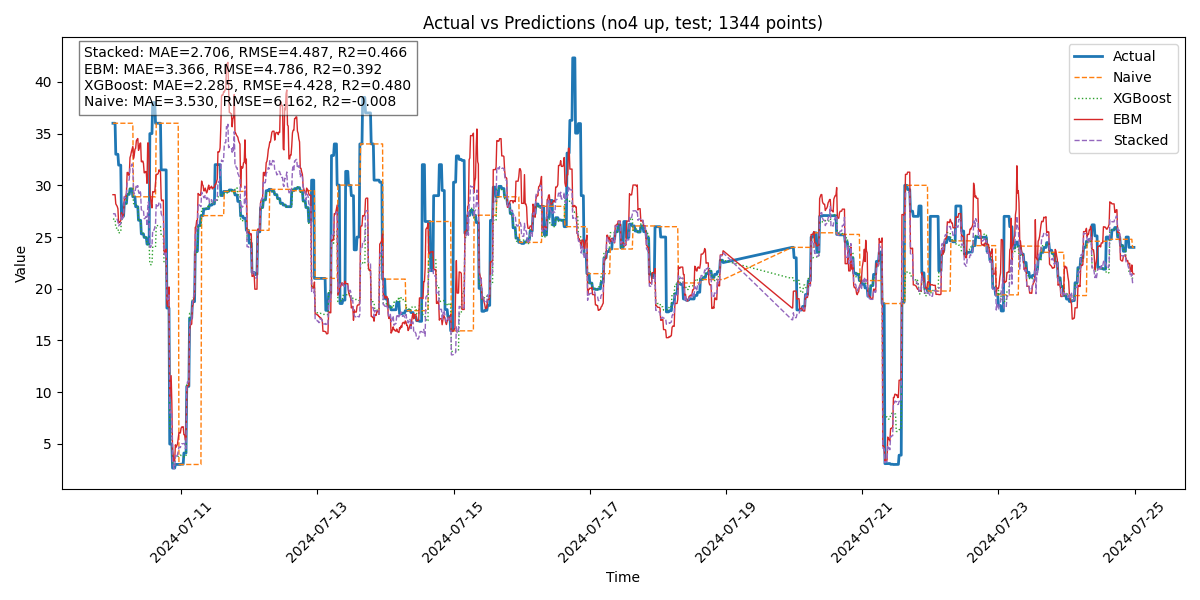 Actual vs Predictions (no4 up, test; 1344 points)
Stacked: MAE=2.706, RMSE=4.487, R2=0.466
EBM: MAE=3.366, RMSE=4.786, R2=0.392
XGBoost: MAE=2.285, RMSE=4.428, R2=0.480
Naive: MAE=3.530, RMSE=6.162, R2=-0.008
Actual
Naive
XGBoost
EBM
Stacked
Value
40
35
30
25
20
15
10
5
2024-07-11
2024-07-13
2024-07-15
2024-07-17
2024-07-19
2024-07-21
2024-07-23
2024-07-25
Time